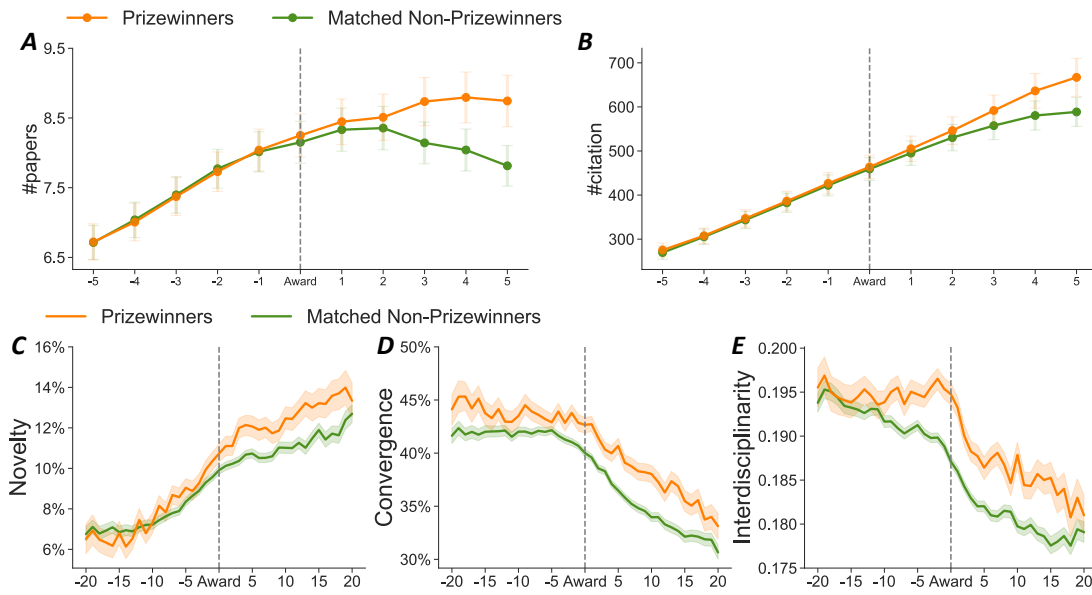 Prizewinners Matched Non-Prizewinners
A
#papers
9.5
8.5
7.5
6.5
-5 -4 -3 -2 -1 Award 1 2 3 4 5
B
#citation
700
600
500
400
300
-5 -4 -3 -2 -1 Award 1 2 3 4 5
Prizewinners Matched Non-Prizewinners
C
Novelty
16%
14%
12%
10%
8%
6%
-20 -15 -10 -5 Award 5 10 15 20
D
Convergence
50%
45%
40%
35%
30%
-20 -15 -10 -5 Award 5 10 15 20
E
Interdisciplinarity
0.200
0.195
0.190
0.185
0.180
0.175
-20 -15 -10 -5 Award 5 10 15 20